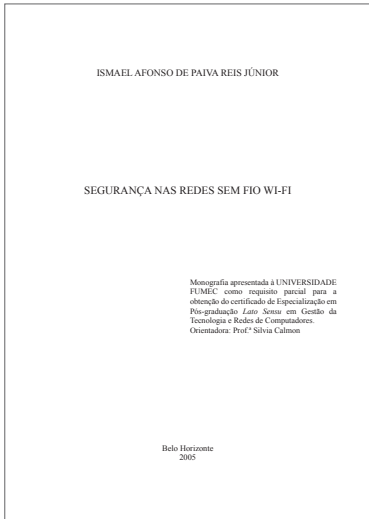 ISMAEL AFONSO DE PAIVA REIS JÚNIOR
SEGURANÇA NAS REDES SEM FIO WI-FI
Monografia apresentada à UNIVERSIDADE
FUMEC como requisito parcial para a
obtenção do certificado de Especialização em
Pós-graduação Lato Sensu em Gestão da
Tecnologia e Redes de Computadores.
Orientadora: Prof.ª Silvia Calmon
Belo Horizonte
2005